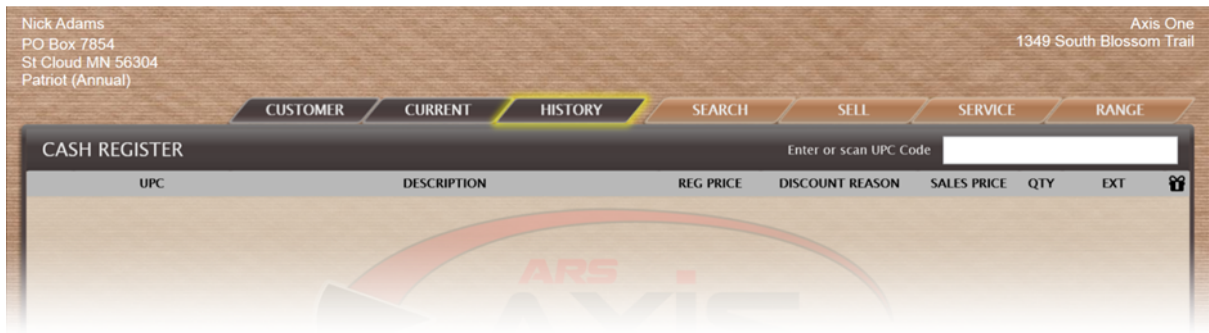 Nick Adams
PO Box 7854
St Cloud MN 56304
Patriot (Annual)
Axis One
1349 South Blossom Trail
CUSTOMER CURRENT HISTORY SEARCH SELL SERVICE RANGE
CASH REGISTER Enter or scan UPC Code
UPC DESCRIPTION REG PRICE DISCOUNT REASON SALES PRICE QTY EXT
ARS
AXiS